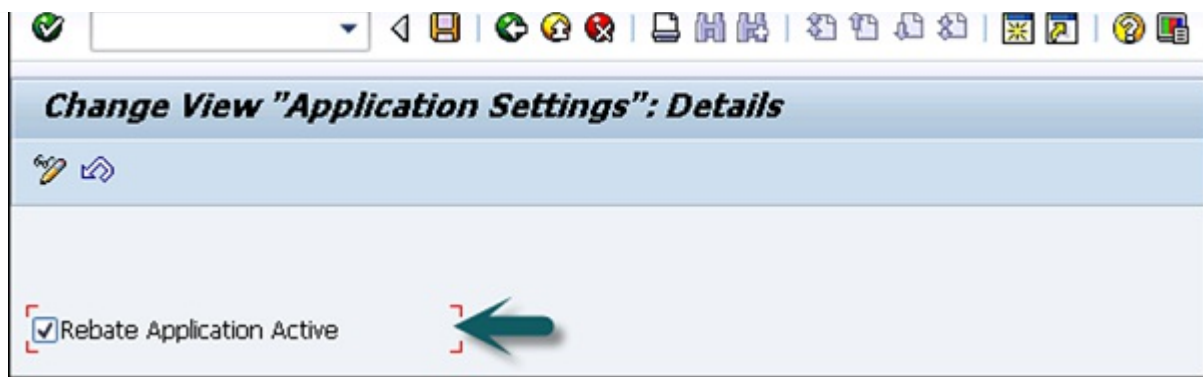 Change View "Application Settings": Details
Rebate Application Active